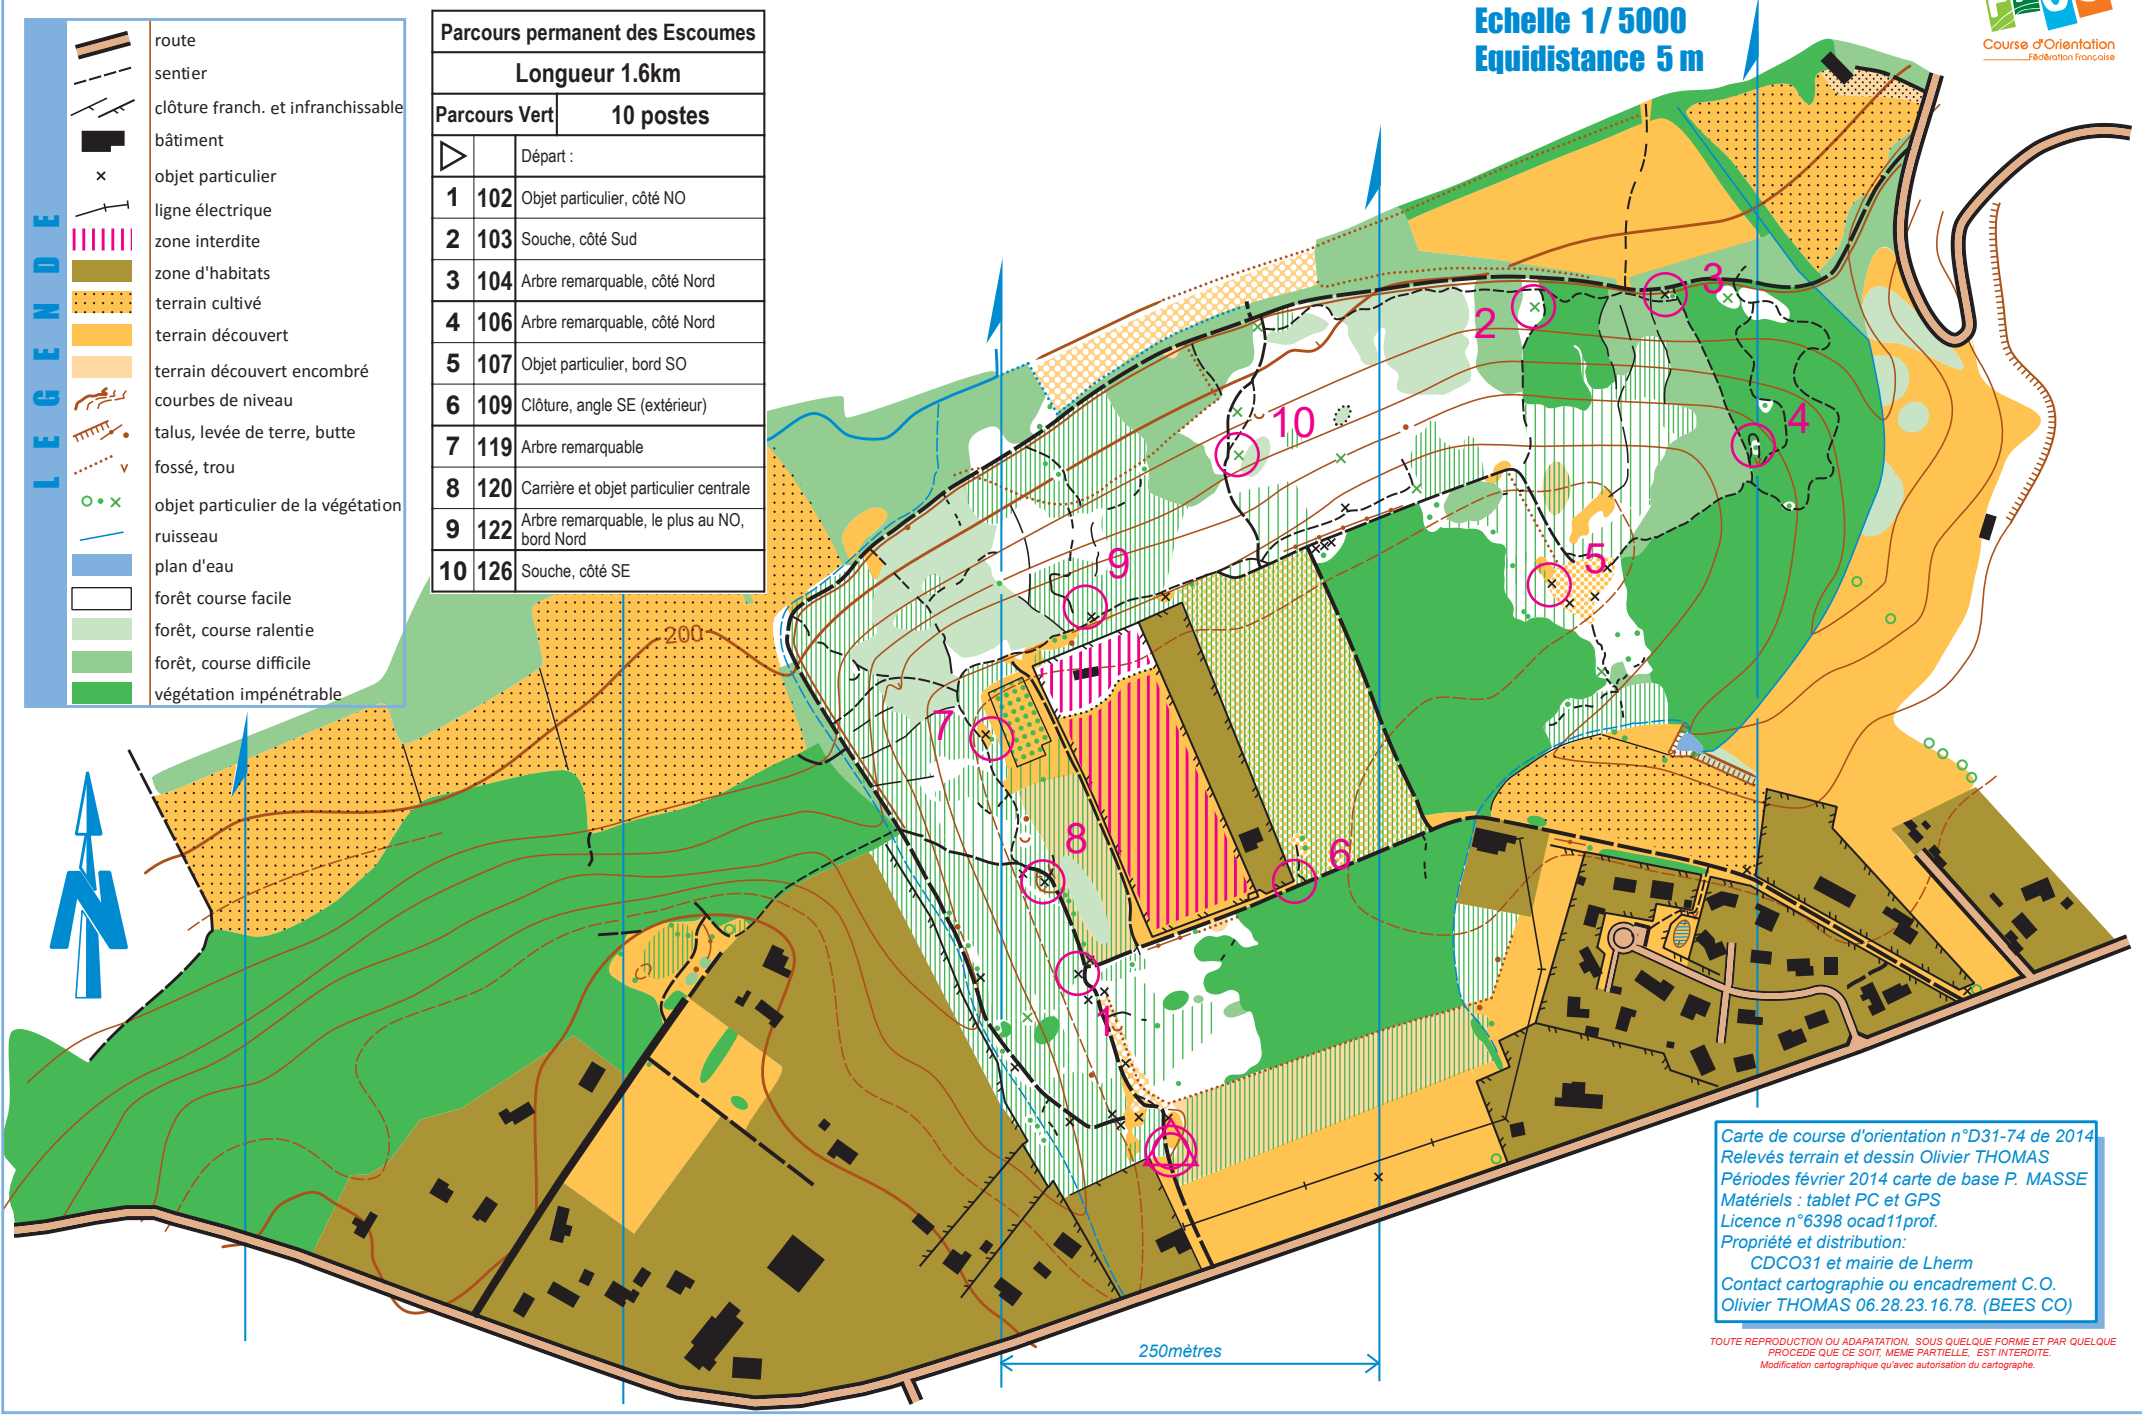 LEGENDE
route
sentier
clôture franch. et infranchissable
bâtiment
objet particulier
ligne électrique
zone interdite
zone d'habitats
terrain cultivé
terrain découvert
terrain découvert encombré
courbes de niveau
talus, levée de terre, butte
fossé, trou
objet particulier de la végétation
ruisseau
plan d'eau
forêt course facile
forêt, course ralentie
forêt, course difficile
végétation impénétrable
Parcours permanent des Escoumes
Longueur 1.6km
Parcours Vert 10 postes
Départ :
1 102 Objet particulier, côté NO
2 103 Souche, côté Sud
3 104 Arbre remarquable, côté Nord
4 106 Arbre remarquable, côté Nord
5 107 Objet particulier, bord SO
6 109 Clôture, angle SE (extérieur)
7 119 Arbre remarquable
8 120 Carrière et objet particulier centrale
9 122 Arbre remarquable, le plus au NO,
bord Nord
10 126 Souche, côté SE
Echelle 1 / 5000
Equidistance 5 m
Course d'Orientation
Fédération Française
3
2
4
10
5
9
200
7
8
6
1
N
250mètres
Carte de course d'orientation n°D31-74 de 2014
Relevés terrain et dessin Olivier THOMAS
Périodes février 2014 carte de base P. MASSE
Matériels : tablet PC et GPS
Licence n°6398 ocad11prof.
Propriété et distribution:
CDCO31 et mairie de Lherm
Contact cartographie ou encadrement C.O.
Olivier THOMAS 06.28.23.16.78. (BEES CO)
TOUTE REPRODUCTION OU ADAPATATION, SOUS QUELQUE FORME ET PAR QUELQUE
PROCEDE QUE CE SOIT, MEME PARTIELLE, EST INTERDITE.
Modification cartographique qu'avec autorisation du cartographe.